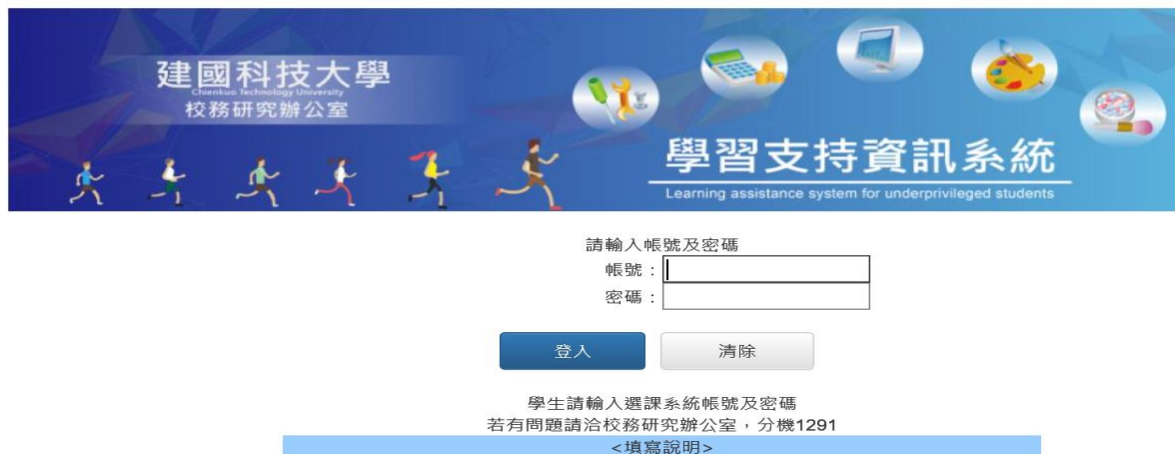 建國科技大學
Chienkuo Technology University
校務研究辦公室
學習支持資訊系統
Learning assistance system for underprivileged students
請輸入帳號及密碼
帳號：
密碼：
登入
清除
學生請輸入選課系統帳號及密碼
若有問題請洽校務研究辦公室，分機1291
<填寫說明>